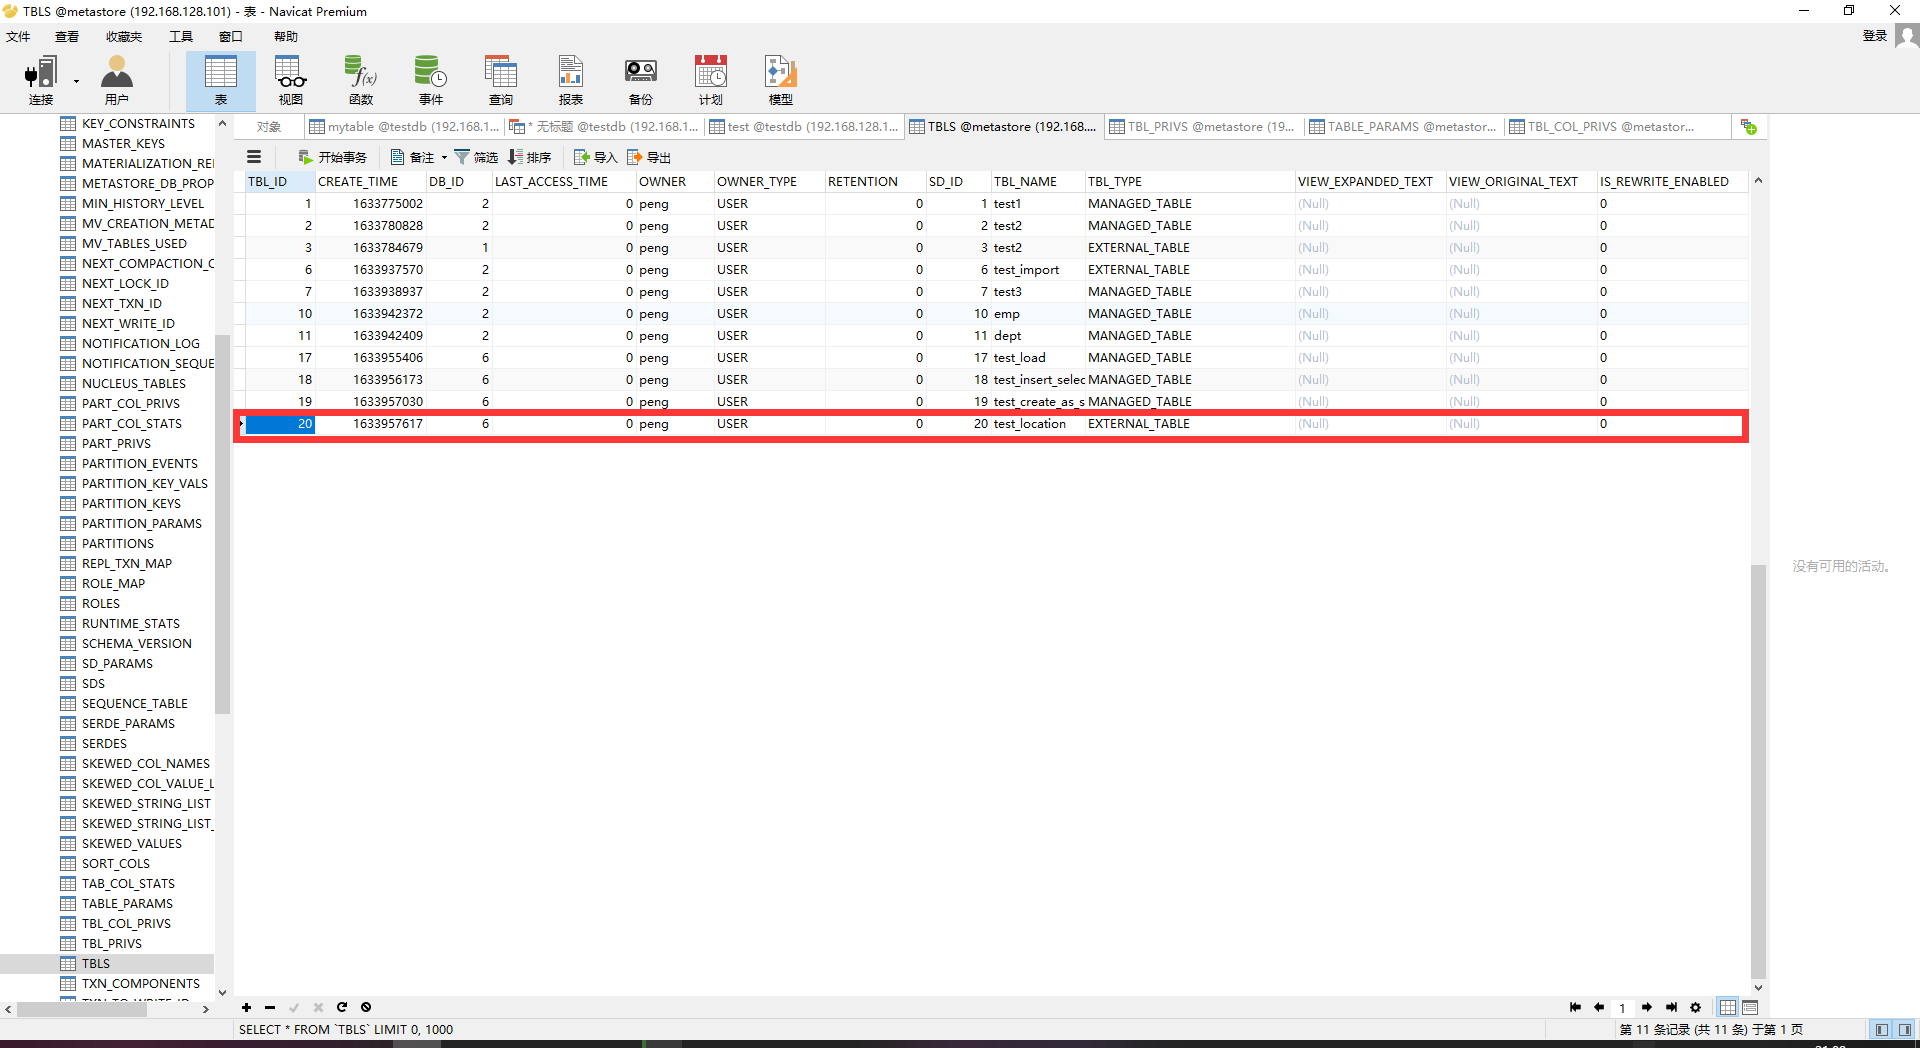 TBLS @metastore (192.168.128.101) - 表 - Navicat Premium
文件 查看 收藏夹 工具 窗口 帮助 登录
连接 用户 表 视图 函数 事件 查询 报表 备份 计划 模型
对象 mytable @testdb (192.168.1... * 无标题 @testdb (192.168.1... test @testdb (192.168.128.1... TBLS @metastore (192.168.... TBL_PRIVS @metastore (19... TABLE_PARAMS @metastor... TBL_COL_PRIVS @metastor...
开始事务 备注 筛选 排序 导入 导出
KEY_CONSTRAINTS
MASTER_KEYS
MATERIALIZATION_REI
METASTORE_DB_PROP
MIN_HISTORY_LEVEL
MV_CREATION_METAD
MV_TABLES_USED
NEXT_COMPACTION_C
NEXT_LOCK_ID
NEXT_TXN_ID
NEXT_WRITE_ID
NOTIFICATION_LOG
NOTIFICATION_SEQUE
NUCLEUS_TABLES
PART_COL_PRIVS
PART_COL_STATS
PART_PRIVS
PARTITION_EVENTS
PARTITION_KEY_VALS
PARTITION_KEYS
PARTITION_PARAMS
PARTITIONS
REPL_TXN_MAP
ROLE_MAP
ROLES
RUNTIME_STATS
SCHEMA_VERSION
SD_PARAMS
SDS
SEQUENCE_TABLE
SERDE_PARAMS
SERDES
SKEWED_COL_NAMES
SKEWED_COL_VALUE_L
SKEWED_STRING_LIST
SKEWED_STRING_LIST_
SKEWED_VALUES
SORT_COLS
TAB_COL_STATS
TABLE_PARAMS
TBL_COL_PRIVS
TBL_PRIVS
TBLS
TXN_COMPONENTS
TBL_ID CREATE_TIME DB_ID LAST_ACCESS_TIME OWNER OWNER_TYPE RETENTION SD_ID TBL_NAME TBL_TYPE VIEW_EXPANDED_TEXT VIEW_ORIGINAL_TEXT IS_REWRITE_ENABLED
1 1633775002 2 0 peng USER 0 1 test1 MANAGED_TABLE (Null) (Null) 0
2 1633780828 2 0 peng USER 0 2 test2 MANAGED_TABLE (Null) (Null) 0
3 1633784679 1 0 peng USER 0 3 test2 EXTERNAL_TABLE (Null) (Null) 0
6 1633937570 2 0 peng USER 0 6 test_import EXTERNAL_TABLE (Null) (Null) 0
7 1633938937 2 0 peng USER 0 7 test3 MANAGED_TABLE (Null) (Null) 0
10 1633942372 2 0 peng USER 0 10 emp MANAGED_TABLE (Null) (Null) 0
11 1633942409 2 0 peng USER 0 11 dept MANAGED_TABLE (Null) (Null) 0
17 1633955406 6 0 peng USER 0 17 test_load MANAGED_TABLE (Null) (Null) 0
18 1633956173 6 0 peng USER 0 18 test_insert_selec MANAGED_TABLE (Null) (Null) 0
19 1633957030 6 0 peng USER 0 19 test_create_as_s MANAGED_TABLE (Null) (Null) 0
20 1633957617 6 0 peng USER 0 20 test_location EXTERNAL_TABLE (Null) (Null) 0
没有可用的活动。
1
SELECT * FROM `TBLS` LIMIT 0, 1000
第 11 条记录 (共 11 条) 于第 1 页